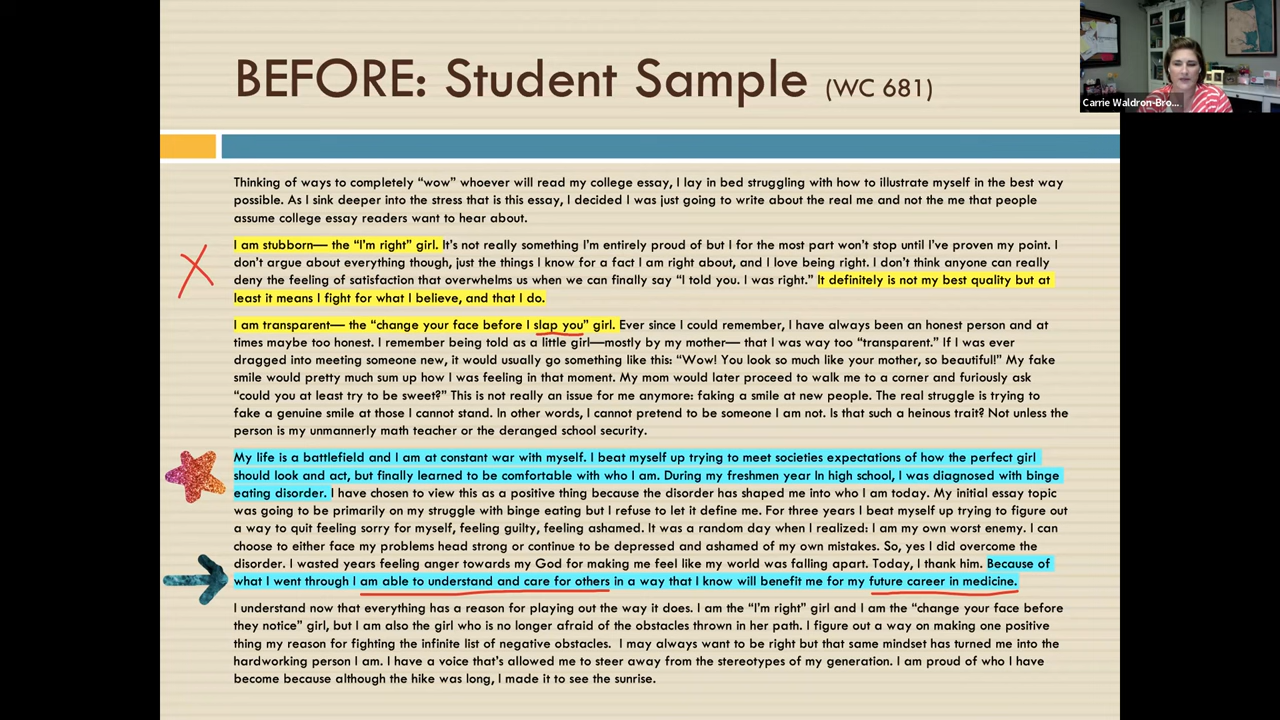 BEFORE: Student Sample (WC 681)
Carrie Waldron-Bro...
Thinking of ways to completely “wow” whoever will read my college essay, I lay in bed struggling with how to illustrate myself in the best way
possible. As I sink deeper into the stress that is this essay, I decided I was just going to write about the real me and not the me that people
assume college essay readers want to hear about.
I am stubborn— the “I’m right” girl. It’s not really something I’m entirely proud of but I for the most part won’t stop until I’ve proven my point. I
don’t argue about everything though, just the things I know for a fact I am right about, and I love being right. I don’t think anyone can really
deny the feeling of satisfaction that overwhelms us when we can finally say “I told you. I was right.” It definitely is not my best quality but at
least it means I fight for what I believe, and that I do.
I am transparent— the “change your face before I slap you” girl. Ever since I could remember, I have always been an honest person and at
times maybe too honest. I remember being told as a little girl—mostly by my mother— that I was way too “transparent.” If I was ever
dragged into meeting someone new, it would usually go something like this: “Wow! You look so much like your mother, so beautiful!” My fake
smile would pretty much sum up how I was feeling in that moment. My mom would later proceed to walk me to a corner and furiously ask
“could you at least try to be sweet?” This is not really an issue for me anymore: faking a smile at new people. The real struggle is trying to
fake a genuine smile at those I cannot stand. In other words, I cannot pretend to be someone I am not. Is that such a heinous trait? Not unless the
person is my unmannerly math teacher or the deranged school security.
My life is a battlefield and I am at constant war with myself. I beat myself up trying to meet societies expectations of how the perfect girl
should look and act, but finally learned to be comfortable with who I am. During my freshmen year In high school, I was diagnosed with binge
eating disorder. I have chosen to view this as a positive thing because the disorder has shaped me into who I am today. My initial essay topic
was going to be primarily on my struggle with binge eating but I refuse to let it define me. For three years I beat myself up trying to figure out
a way to quit feeling sorry for myself, feeling guilty, feeling ashamed. It was a random day when I realized: I am my own worst enemy. I can
choose to either face my problems head strong or continue to be depressed and ashamed of my own mistakes. So, yes I did overcome the
disorder. I wasted years feeling anger towards my God for making me feel like my world was falling apart. Today, I thank him. Because of
what I went through I am able to understand and care for others in a way that I know will benefit me for my future career in medicine.
I understand now that everything has a reason for playing out the way it does. I am the “I’m right” girl and I am the “change your face before
they notice” girl, but I am also the girl who is no longer afraid of the obstacles thrown in her path. I figure out a way on making one positive
thing my reason for fighting the infinite list of negative obstacles.  I may always want to be right but that same mindset has turned me into the
hardworking person I am. I have a voice that’s allowed me to steer away from the stereotypes of my generation. I am proud of who I have
become because although the hike was long, I made it to see the sunrise.